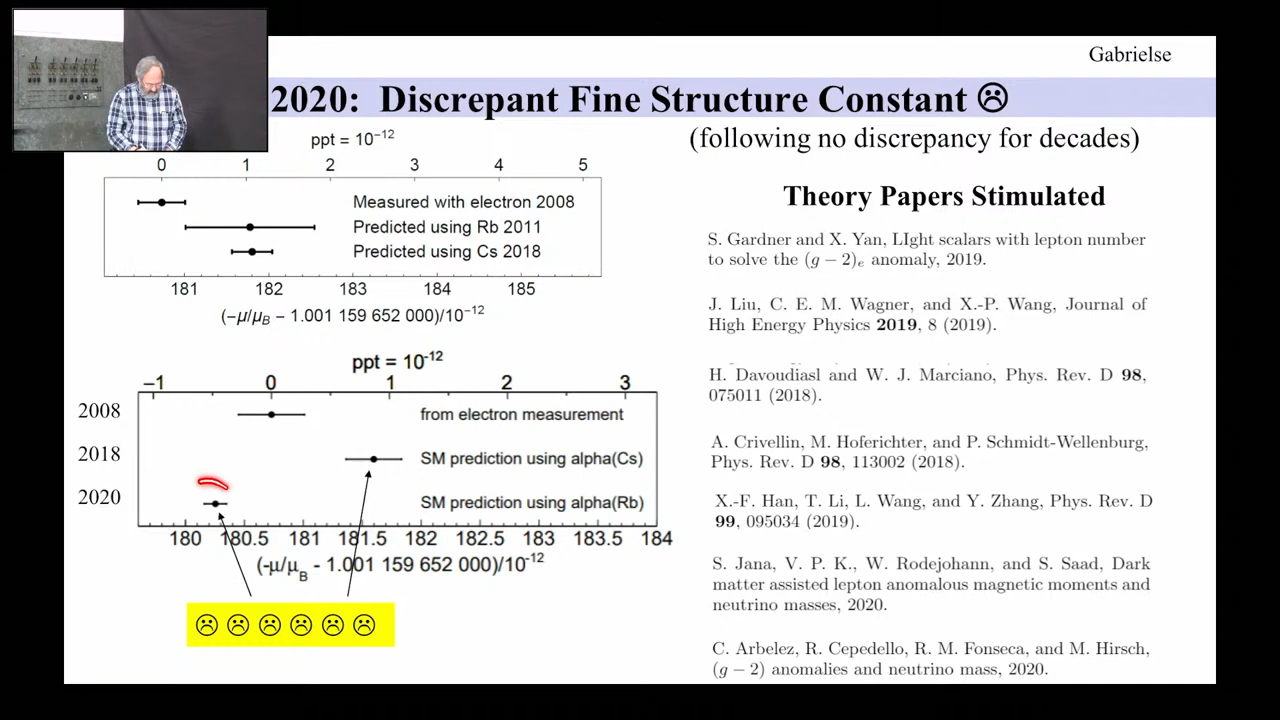 Gabrielse
2020: Discrepant Fine Structure Constant ☹
(following no discrepancy for decades)
ppt = 10⁻¹²
0 1 2 3 4 5
Measured with electron 2008
Predicted using Rb 2011
Predicted using Cs 2018
181 182 183 184 185
(−μ/μ_B − 1.001 159 652 000)/10⁻¹²
ppt = 10⁻¹²
−1 0 1 2 3
2008 from electron measurement
2018 SM prediction using alpha(Cs)
2020 SM prediction using alpha(Rb)
180 180.5 181 181.5 182 182.5 183 183.5 184
(-μ/μ_B - 1.001 159 652 000)/10⁻¹²
☹ ☹ ☹ ☹ ☹ ☹
Theory Papers Stimulated
S. Gardner and X. Yan, LIght scalars with lepton number
to solve the (g − 2)ₑ anomaly, 2019.
J. Liu, C. E. M. Wagner, and X.-P. Wang, Journal of
High Energy Physics 2019, 8 (2019).
H. Davoudiasl and W. J. Marciano, Phys. Rev. D 98,
075011 (2018).
A. Crivellin, M. Hoferichter, and P. Schmidt-Wellenburg,
Phys. Rev. D 98, 113002 (2018).
X.-F. Han, T. Li, L. Wang, and Y. Zhang, Phys. Rev. D
99, 095034 (2019).
S. Jana, V. P. K., W. Rodejohann, and S. Saad, Dark
matter assisted lepton anomalous magnetic moments and
neutrino masses, 2020.
C. Arbelez, R. Cepedello, R. M. Fonseca, and M. Hirsch,
(g − 2) anomalies and neutrino mass, 2020.